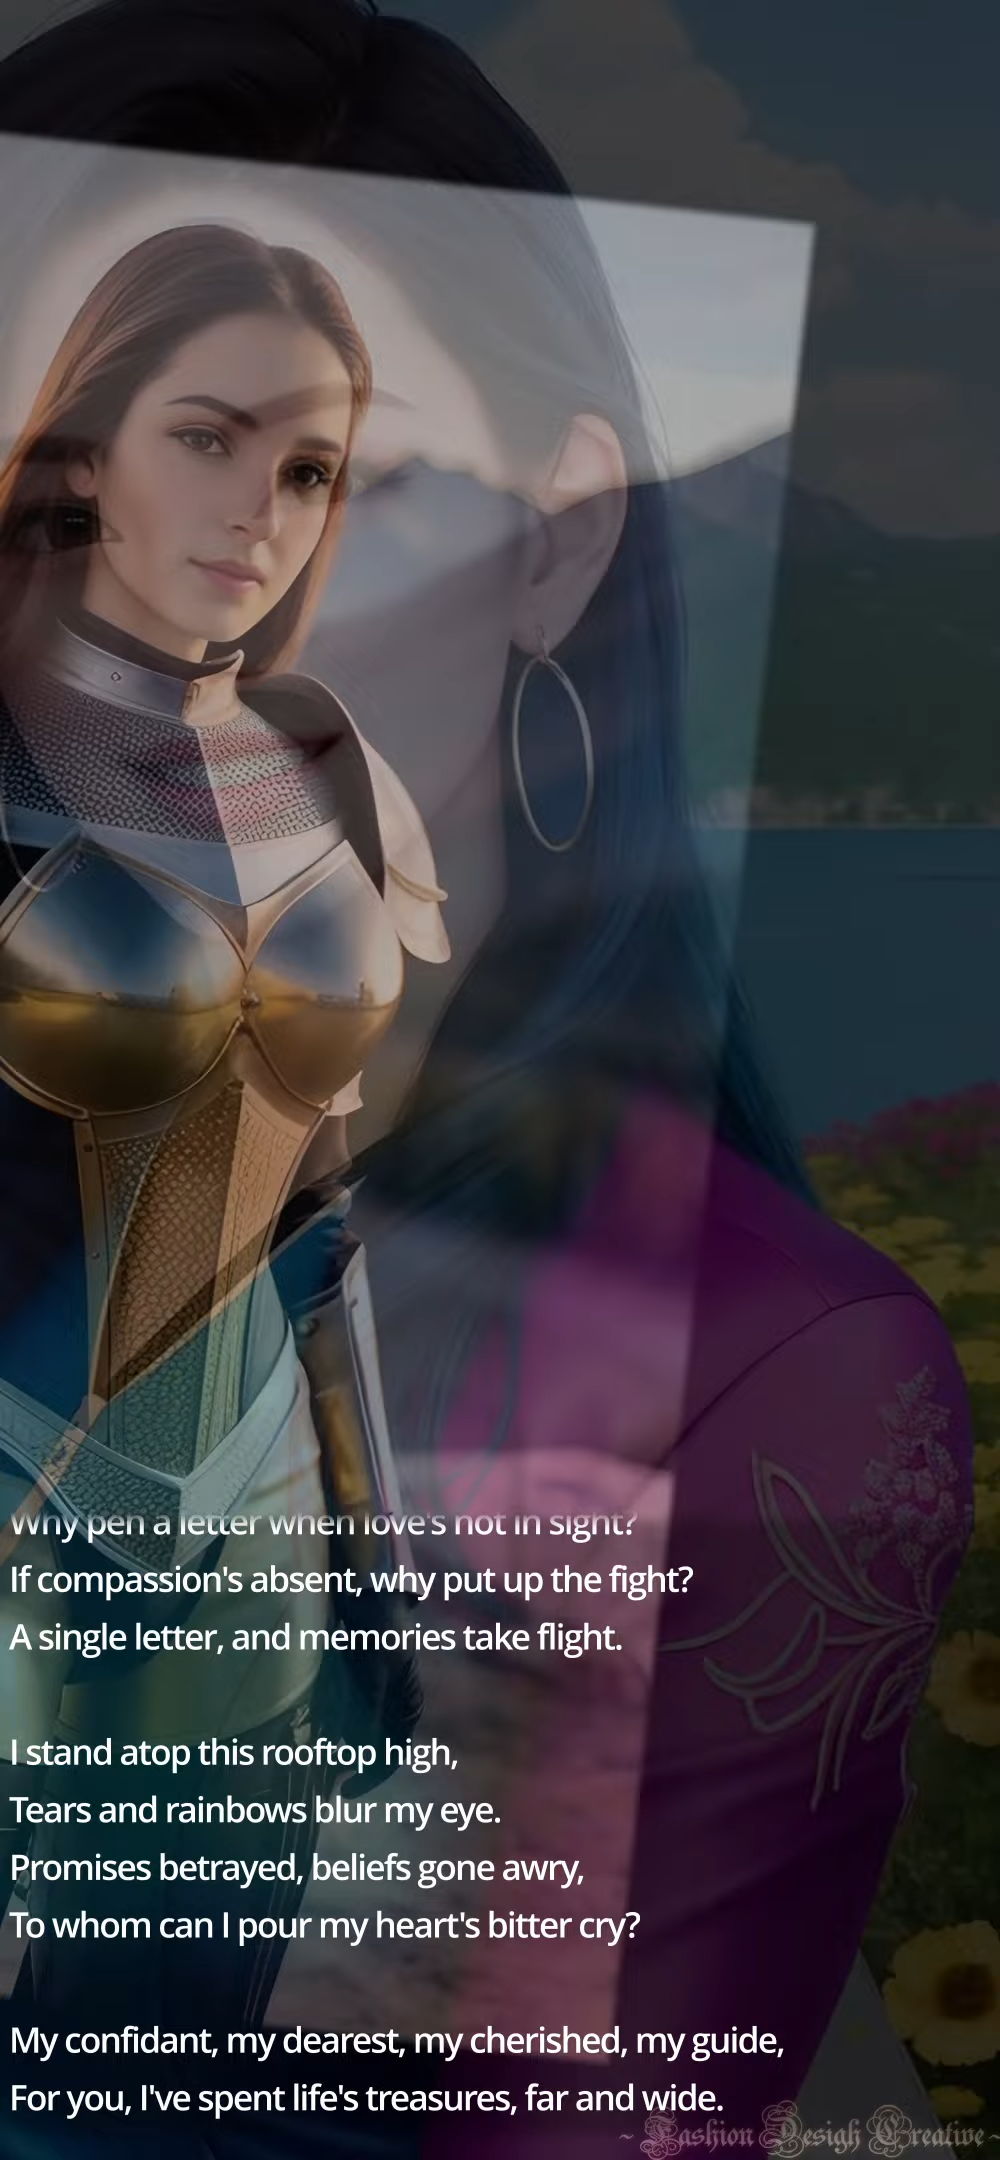 Why pen a letter when love's not in sight?
If compassion's absent, why put up the fight?
A single letter, and memories take flight.
I stand atop this rooftop high,
Tears and rainbows blur my eye.
Promises betrayed, beliefs gone awry,
To whom can I pour my heart's bitter cry?
My confidant, my dearest, my cherished, my guide,
For you, I've spent life's treasures, far and wide.
~ Fashion Desigh Creative ~